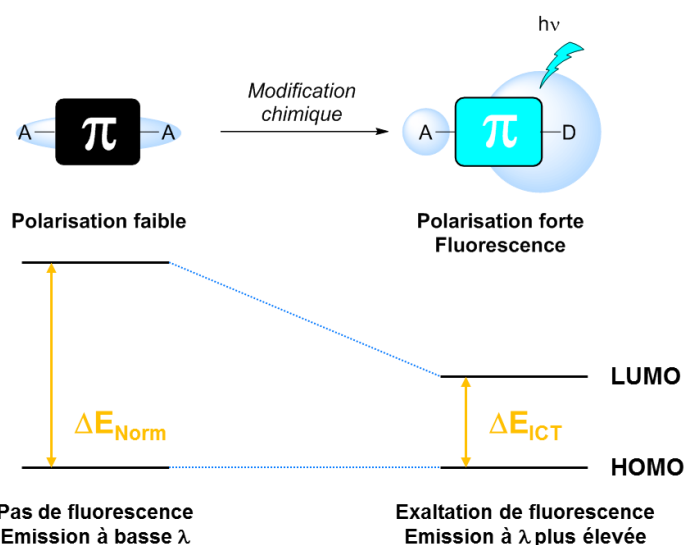 hν
Modification
chimique
A
π
A
A
π
D
Polarisation faible
Polarisation forte
Fluorescence
LUMO
ΔENorm
ΔEICT
HOMO
Pas de fluorescence
Emission à basse λ
Exaltation de fluorescence
Emission à λ plus élevée